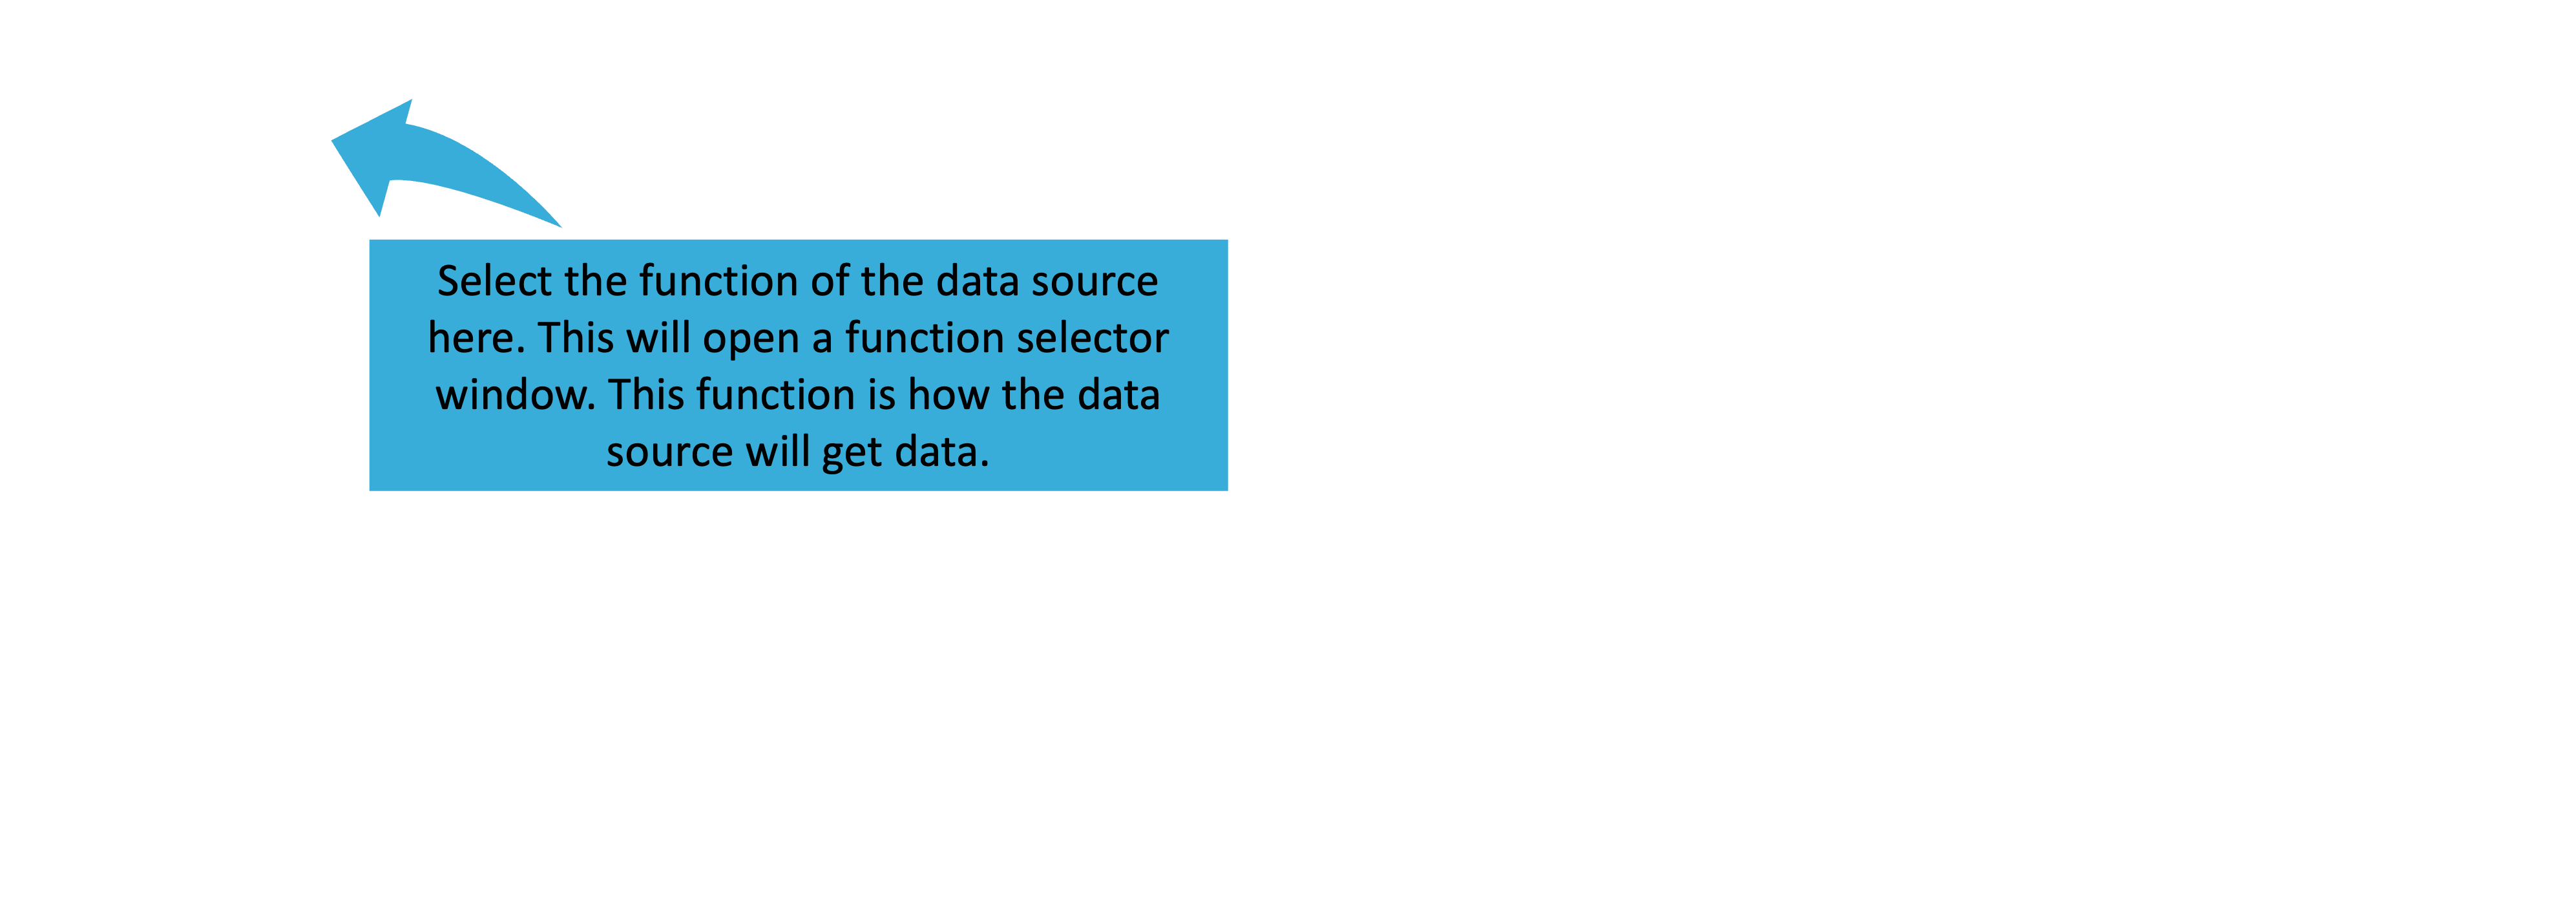 Select the function of the data source
here. This will open a function selector
window. This function is how the data
source will get data.